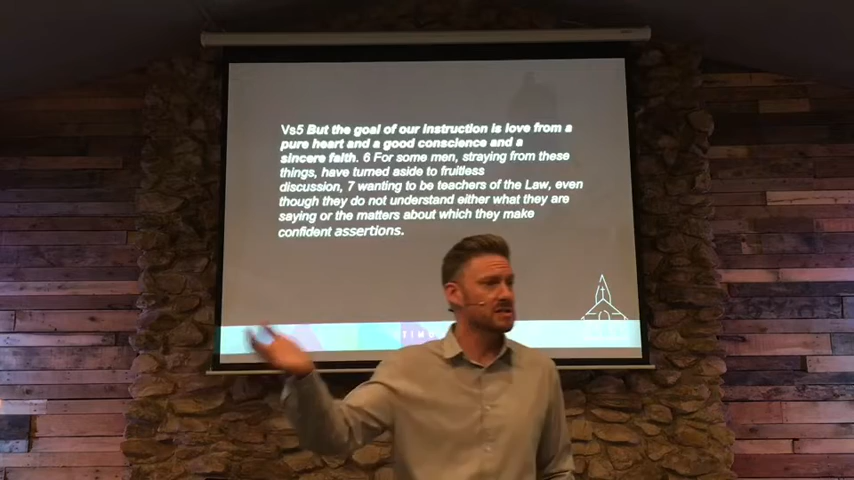 Vs5 But the goal of our instruction is love from a
pure heart and a good conscience and a
sincere faith. 6 For some men, straying from these
things, have turned aside to fruitless
discussion, 7 wanting to be teachers of the Law, even
though they do not understand either what they are
saying or the matters about which they make
confident assertions.